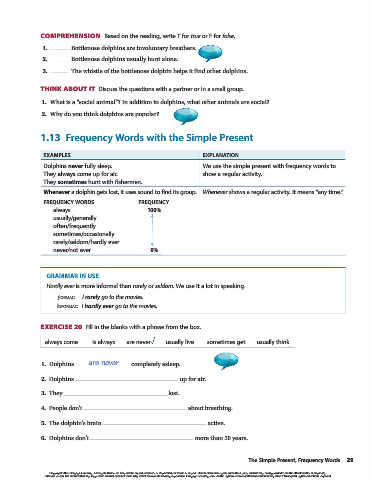 COMPREHENSION Based on the reading, write T for true or F for false.
1. ______ Bottlenose dolphins are involuntary breathers.
2. ______ Bottlenose dolphins usually hunt alone.
3. ______ The whistle of the bottlenose dolphin helps it find other dolphins.
THINK ABOUT IT Discuss the questions with a partner or in a small group.
1. What is a "social animal"? In addition to dolphins, what other animals are social?
2. Why do you think dolphins are popular?
1.13 Frequency Words with the Simple Present
EXAMPLES EXPLANATION
Dolphins never fully sleep. We use the simple present with frequency words to
They always come up for air. show a regular activity.
They sometimes hunt with fishermen.
Whenever a dolphin gets lost, it uses sound to find its group. Whenever shows a regular activity. It means "any time."
FREQUENCY WORDS FREQUENCY
always 100%
usually/generally
often/frequently
sometimes/occasionally
rarely/seldom/hardly ever
never/not ever 0%
GRAMMAR IN USE
Hardly ever is more informal than rarely or seldom. We use it a lot in speaking.
FORMAL: I rarely go to the movies.
INFORMAL: I hardly ever go to the movies.
EXERCISE 20 Fill in the blanks with a phrase from the box.
always come is always are never✓ usually live sometimes get usually think
1. Dolphins are never completely asleep.
2. Dolphins ______ up for air.
3. They ______ lost.
4. People don't ______ about breathing.
5. The dolphin's brain ______ active.
6. Dolphins don't ______ more than 50 years.
The Simple Present, Frequency Words 29